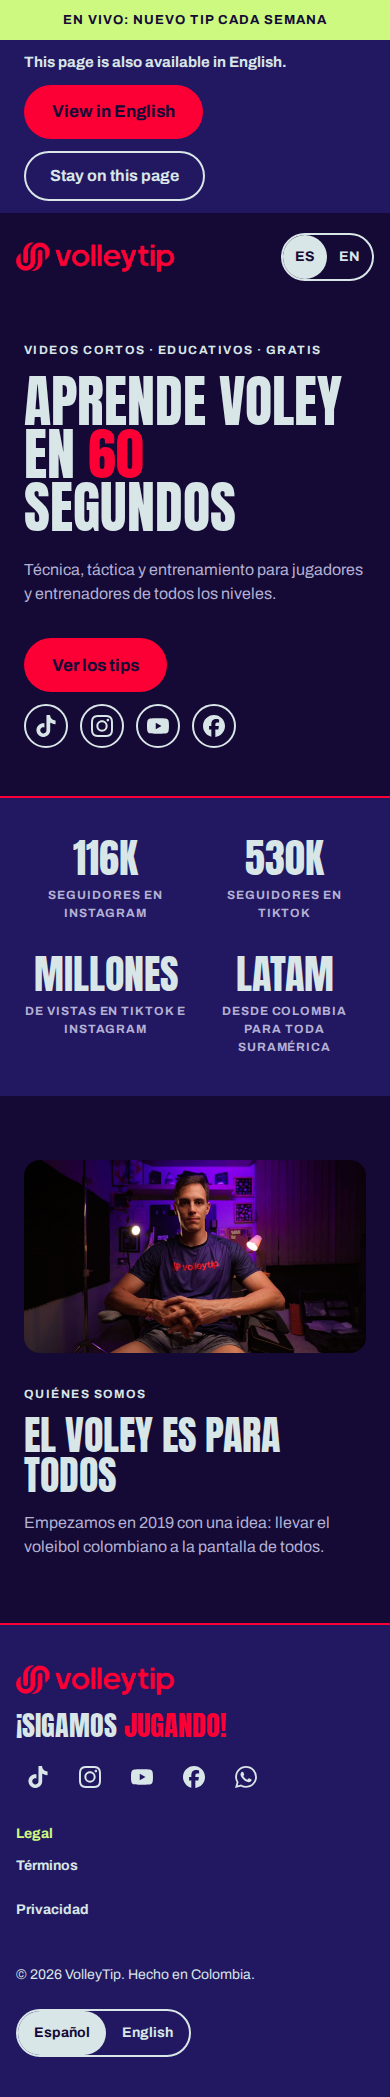 EN VIVO: NUEVO TIP CADA SEMANA
This page is also available in English.
View in English
Stay on this page
volleytip
ES EN
VIDEOS CORTOS · EDUCATIVOS · GRATIS
APRENDE VOLEY
EN 60
SEGUNDOS
Técnica, táctica y entrenamiento para jugadores
y entrenadores de todos los niveles.
Ver los tips
116K
SEGUIDORES EN
INSTAGRAM
530K
SEGUIDORES EN
TIKTOK
MILLONES
DE VISTAS EN TIKTOK E
INSTAGRAM
LATAM
DESDE COLOMBIA
PARA TODA
SURAMÉRICA
volleytip
QUIÉNES SOMOS
EL VOLEY ES PARA
TODOS
Empezamos en 2019 con una idea: llevar el
voleibol colombiano a la pantalla de todos.
volleytip
¡SIGAMOS JUGANDO!
Legal
Términos
Privacidad
© 2026 VolleyTip. Hecho en Colombia.
Español English